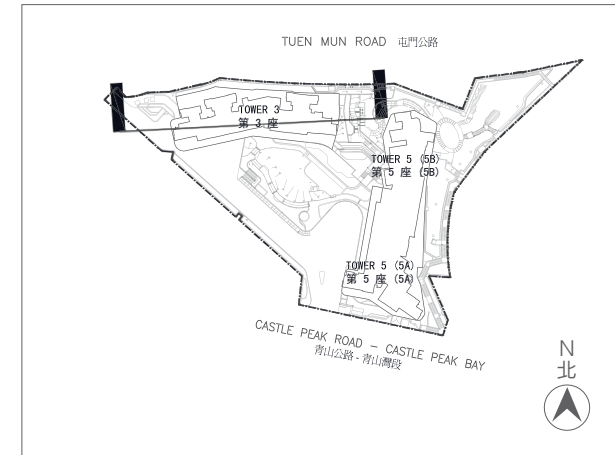 TUEN MUN ROAD 屯門公路
TOWER 3
第 3 座
TOWER 5 (5B)
第 5 座 (5B)
TOWER 5 (5A)
第 5 座 (5A)
CASTLE PEAK ROAD - CASTLE PEAK BAY
青山公路 - 青山灣段
N
北